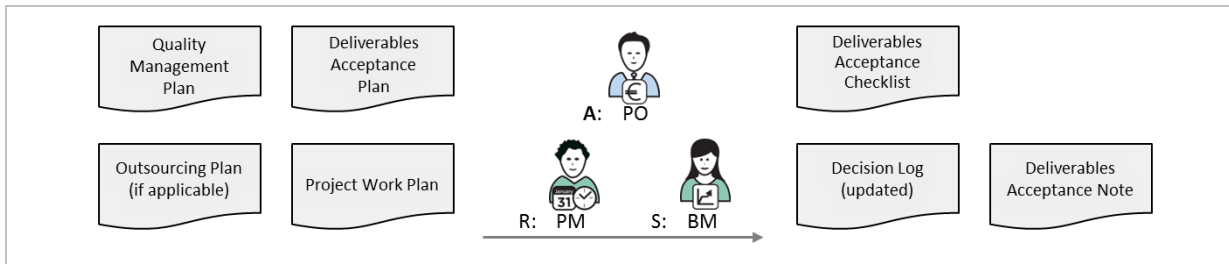 Quality
Management
Plan
Deliverables
Acceptance
Plan
€
A: PO
Deliverables
Acceptance
Checklist
Outsourcing Plan
(if applicable)
Project Work Plan
January
31
R: PM
S: BM
Decision Log
(updated)
Deliverables
Acceptance Note